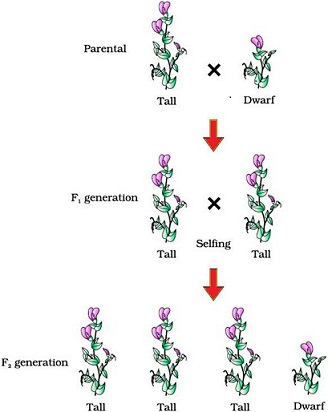 Parental
×
Tall
Dwarf
F₁ generation
×
Selfing
Tall
Tall
F₂ generation
Tall
Tall
Tall
Dwarf